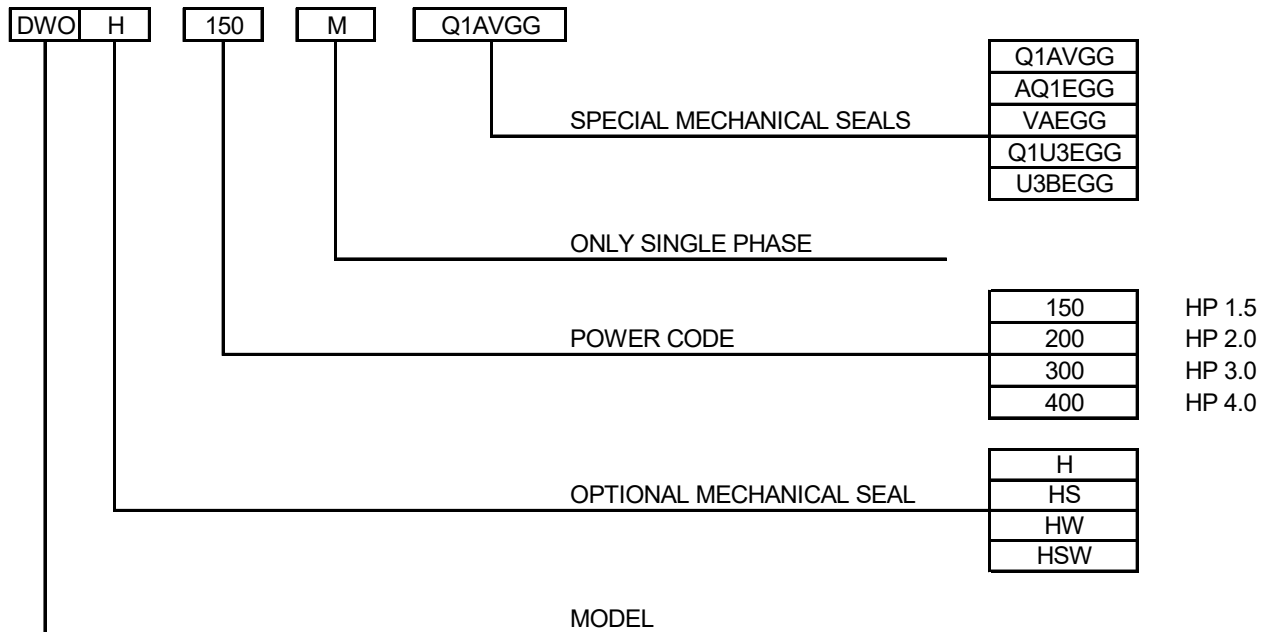 DWO H 150 M Q1AVGG
Q1AVGG
AQ1EGG
SPECIAL MECHANICAL SEALS VAEGG
Q1U3EGG
U3BEGG
ONLY SINGLE PHASE
150 HP 1.5
POWER CODE 200 HP 2.0
300 HP 3.0
400 HP 4.0
H
OPTIONAL MECHANICAL SEAL HS
HW
HSW
MODEL